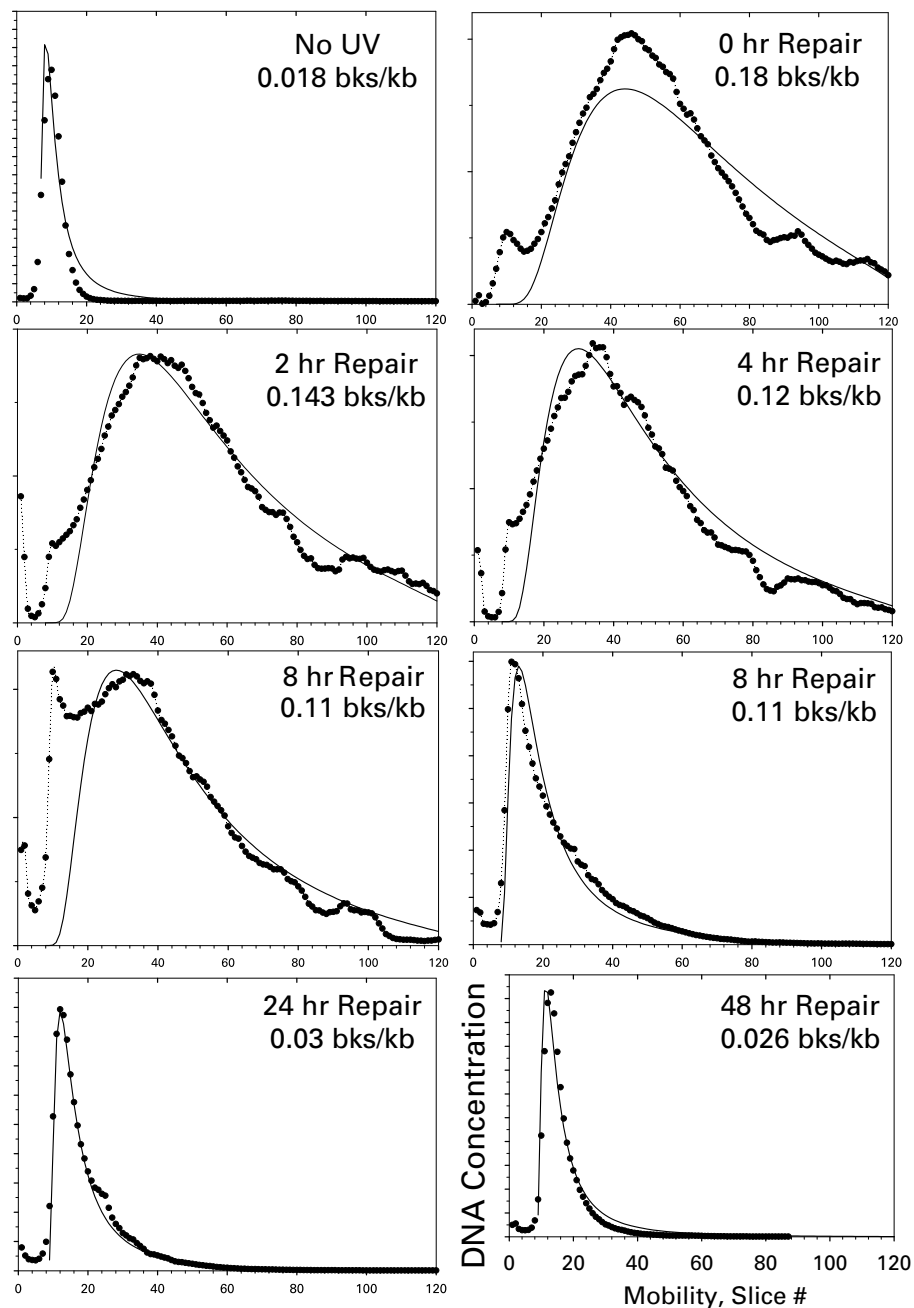 No UV
0.018 bks/kb
0 20 40 60 80 100 120
0 hr Repair
0.18 bks/kb
0 20 40 60 80 100 120
2 hr Repair
0.143 bks/kb
0 20 40 60 80 100 120
4 hr Repair
0.12 bks/kb
0 20 40 60 80 100 120
8 hr Repair
0.11 bks/kb
0 20 40 60 80 100 120
8 hr Repair
0.11 bks/kb
0 20 40 60 80 100 120
24 hr Repair
0.03 bks/kb
0 20 40 60 80 100 120
48 hr Repair
0.026 bks/kb
DNA Concentration
0 20 40 60 80 100 120
Mobility, Slice #